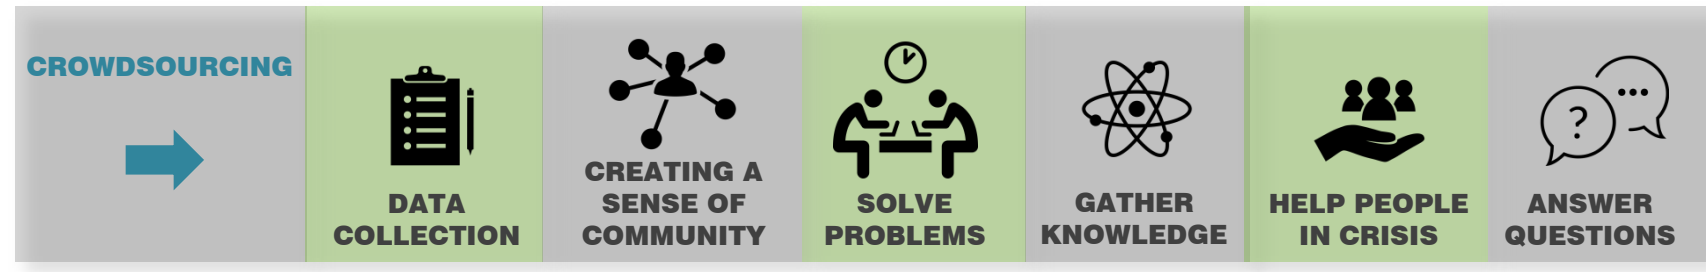 CROWDSOURCING
DATA
COLLECTION
CREATING A
SENSE OF
COMMUNITY
SOLVE
PROBLEMS
GATHER
KNOWLEDGE
HELP PEOPLE
IN CRISIS
?
ANSWER
QUESTIONS